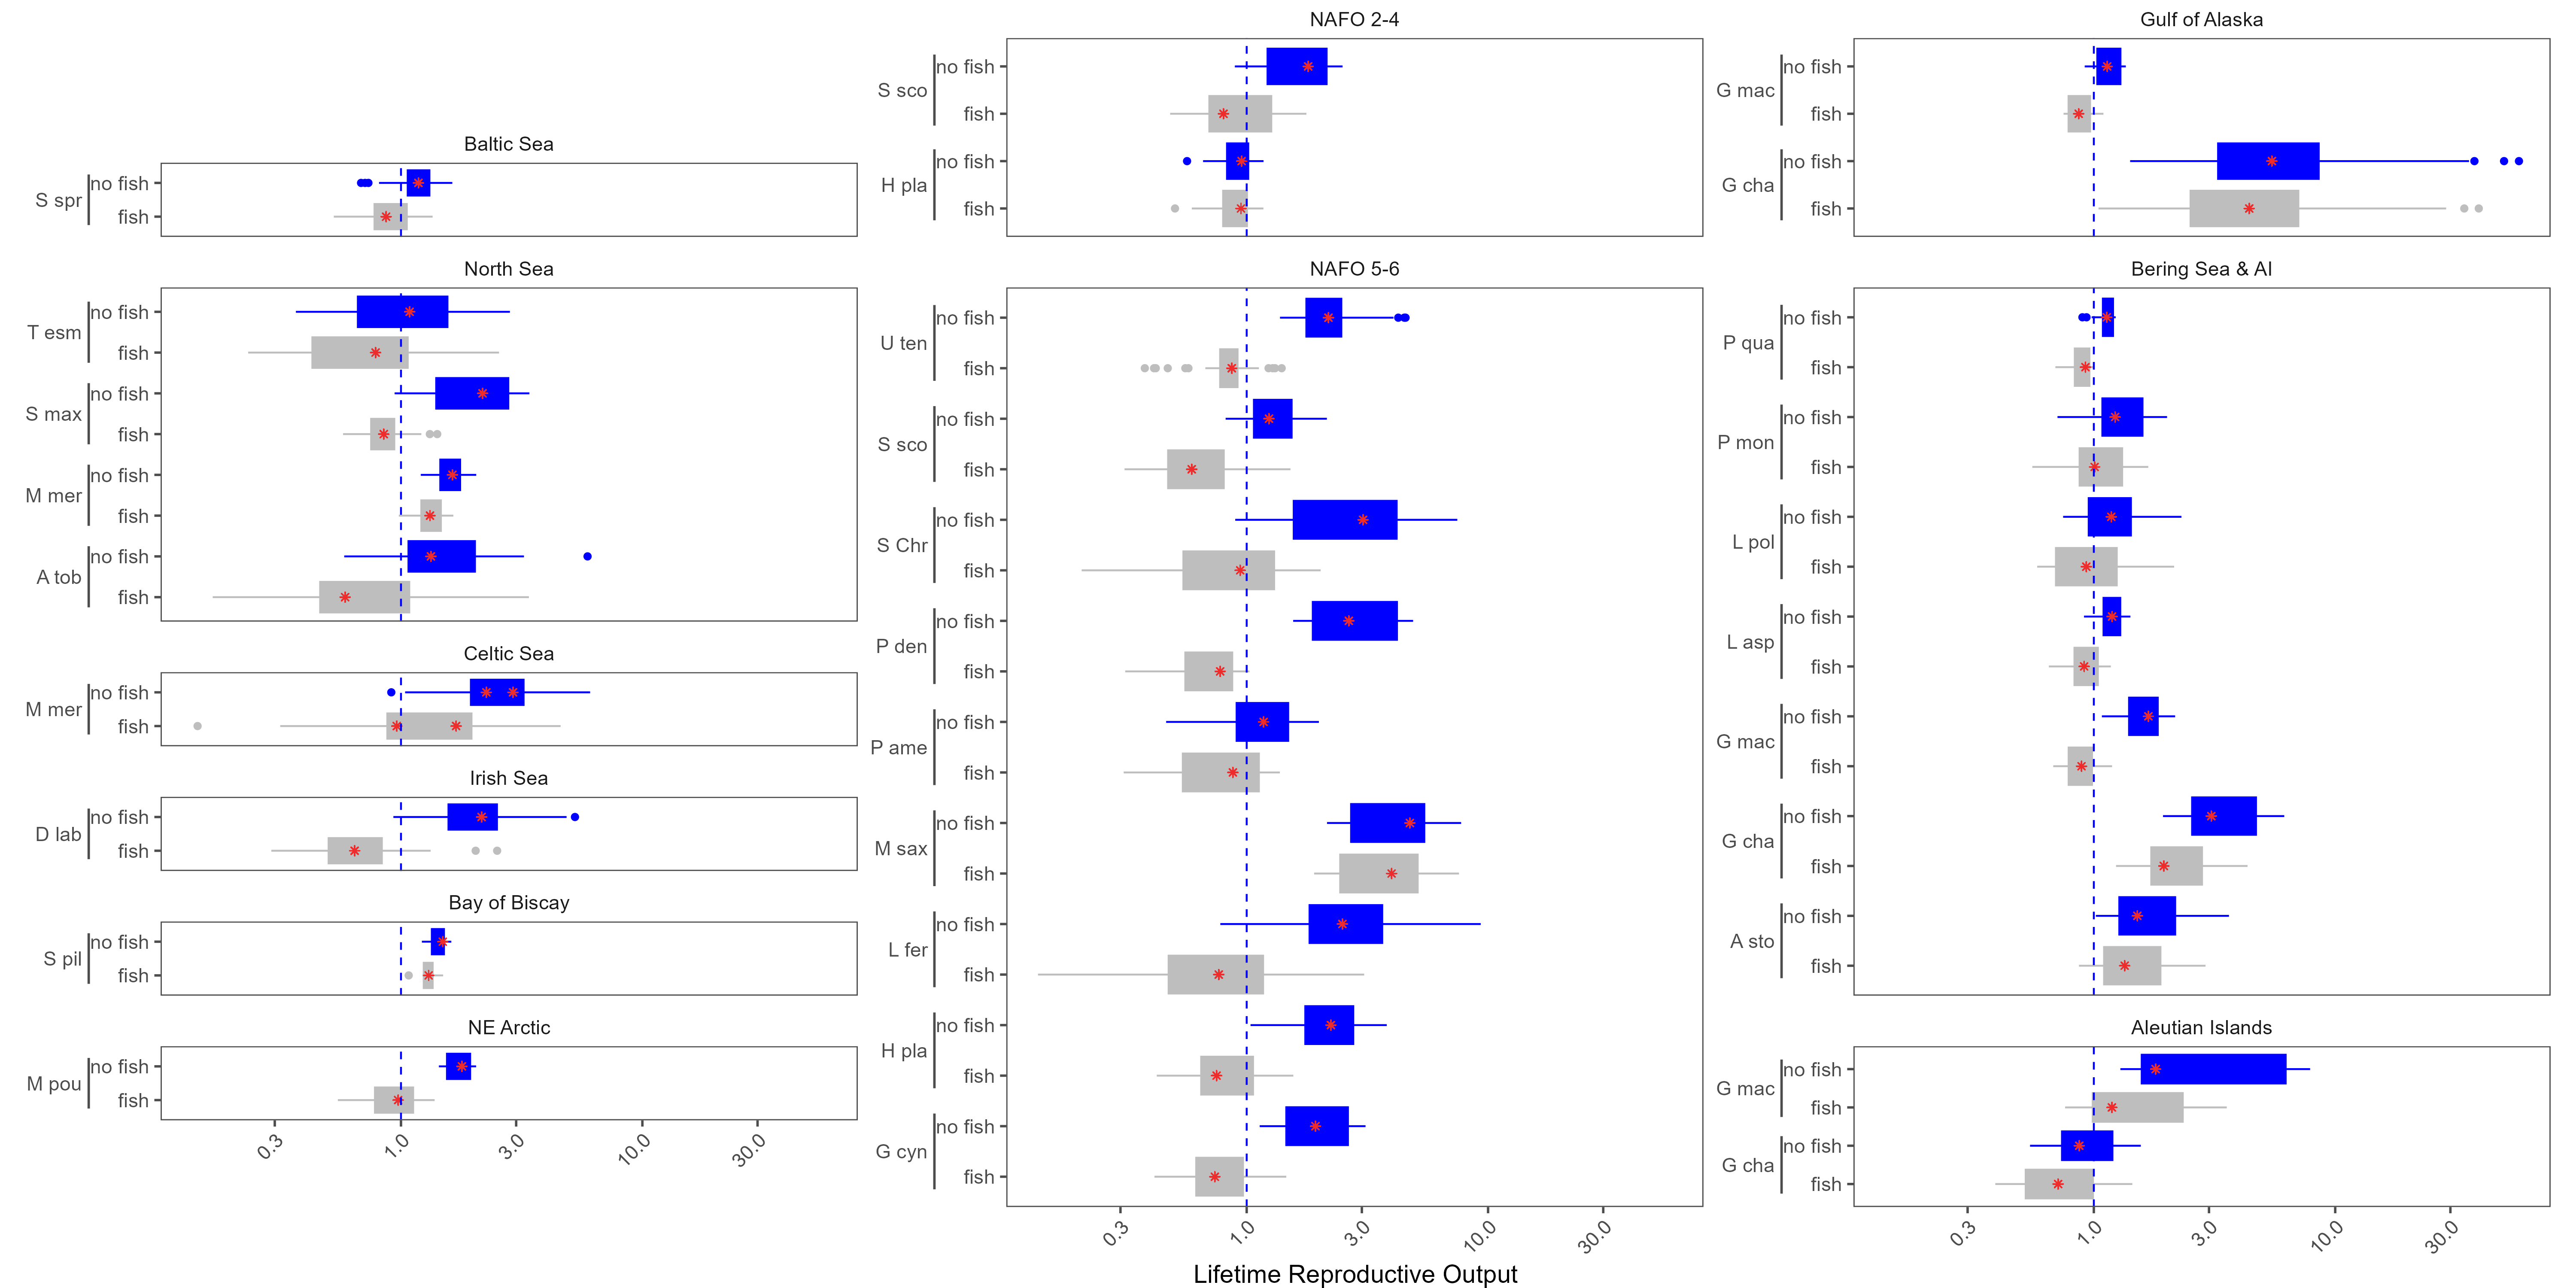 Baltic Sea
S spr
no fish
fish
North Sea
T esm
no fish
fish
S max
no fish
fish
M mer
no fish
fish
A tob
no fish
fish
Celtic Sea
M mer
no fish
fish
Irish Sea
D lab
no fish
fish
Bay of Biscay
S pil
no fish
fish
NE Arctic
M pou
no fish
fish
0.3 1.0 3.0 10.0 30.0
NAFO 2-4
S sco
no fish
fish
H pla
no fish
fish
NAFO 5-6
U ten
no fish
fish
S sco
no fish
fish
S Chr
no fish
fish
P den
no fish
fish
P ame
no fish
fish
M sax
no fish
fish
L fer
no fish
fish
H pla
no fish
fish
G cyn
no fish
fish
0.3 1.0 3.0 10.0 30.0
Gulf of Alaska
G mac
no fish
fish
G cha
no fish
fish
Bering Sea & AI
P qua
no fish
fish
P mon
no fish
fish
L pol
no fish
fish
L asp
no fish
fish
G mac
no fish
fish
G cha
no fish
fish
A sto
no fish
fish
Aleutian Islands
G mac
no fish
fish
G cha
no fish
fish
0.3 1.0 3.0 10.0 30.0
Lifetime Reproductive Output